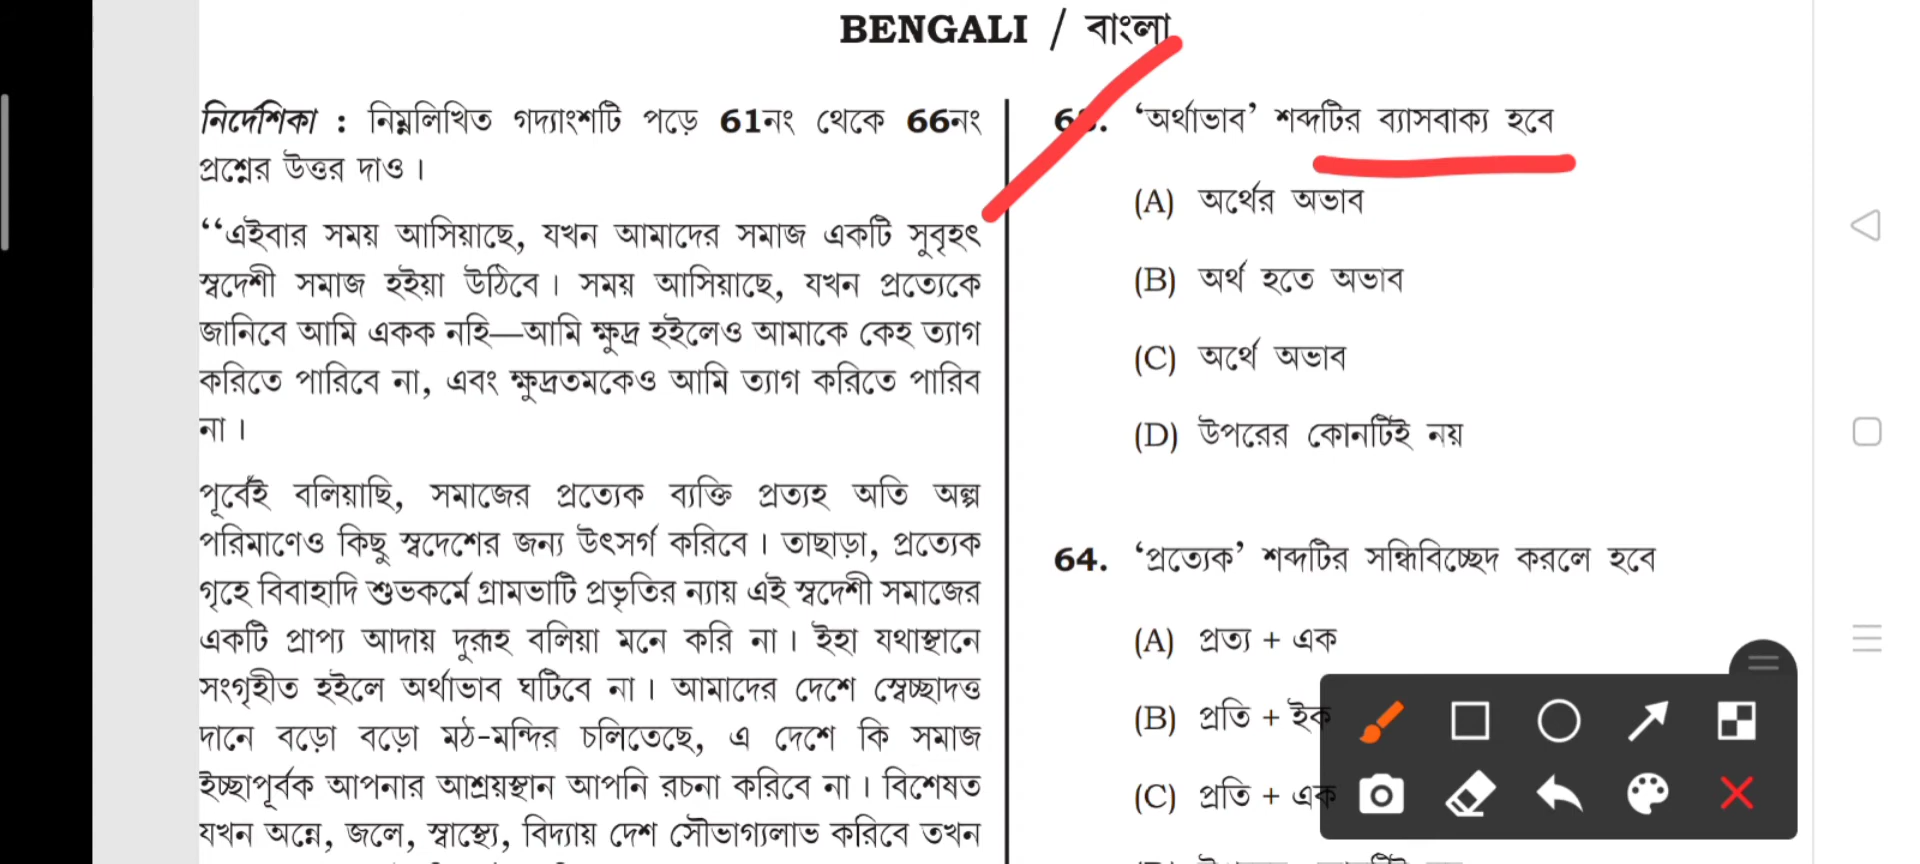 BENGALI / বাংলা
নির্দেশিকা : নিম্নলিখিত গদ্যাংশটি পড়ে 61নং থেকে 66নং
প্রশ্নের উত্তর দাও।
‘‘এইবার সময় আসিয়াছে, যখন আমাদের সমাজ একটি সুবৃহৎ
স্বদেশী সমাজ হইয়া উঠিবে। সময় আসিয়াছে, যখন প্রত্যেকে
জানিবে আমি একক নহি—আমি ক্ষুদ্র হইলেও আমাকে কেহ ত্যাগ
করিতে পারিবে না, এবং ক্ষুদ্রতমকেও আমি ত্যাগ করিতে পারিব
না।
পূর্বেই বলিয়াছি, সমাজের প্রত্যেক ব্যক্তি প্রত্যহ অতি অল্প
পরিমাণেও কিছু স্বদেশের জন্য উৎসর্গ করিবে। তাছাড়া, প্রত্যেক
গৃহে বিবাহাদি শুভকর্মে গ্রামভাটি প্রভৃতির ন্যায় এই স্বদেশী সমাজের
একটি প্রাপ্য আদায় দুরূহ বলিয়া মনে করি না। ইহা যথাস্থানে
সংগৃহীত হইলে অর্থাভাব ঘটিবে না। আমাদের দেশে স্বেচ্ছাদত্ত
দানে বড়ো বড়ো মঠ-মন্দির চলিতেছে, এ দেশে কি সমাজ
ইচ্ছাপূর্বক আপনার আশ্রয়স্থান আপনি রচনা করিবে না। বিশেষত
যখন অন্নে, জলে, স্বাস্থ্যে, বিদ্যায় দেশ সৌভাগ্যলাভ করিবে তখন
63. ‘অর্থাভাব’ শব্দটির ব্যাসবাক্য হবে
(A) অর্থের অভাব
(B) অর্থ হতে অভাব
(C) অর্থে অভাব
(D) উপরের কোনটিই নয়
64. ‘প্রত্যেক’ শব্দটির সন্ধিবিচ্ছেদ করলে হবে
(A) প্রত্য + এক
(B) প্রতি + ইক
(C) প্রতি + এক